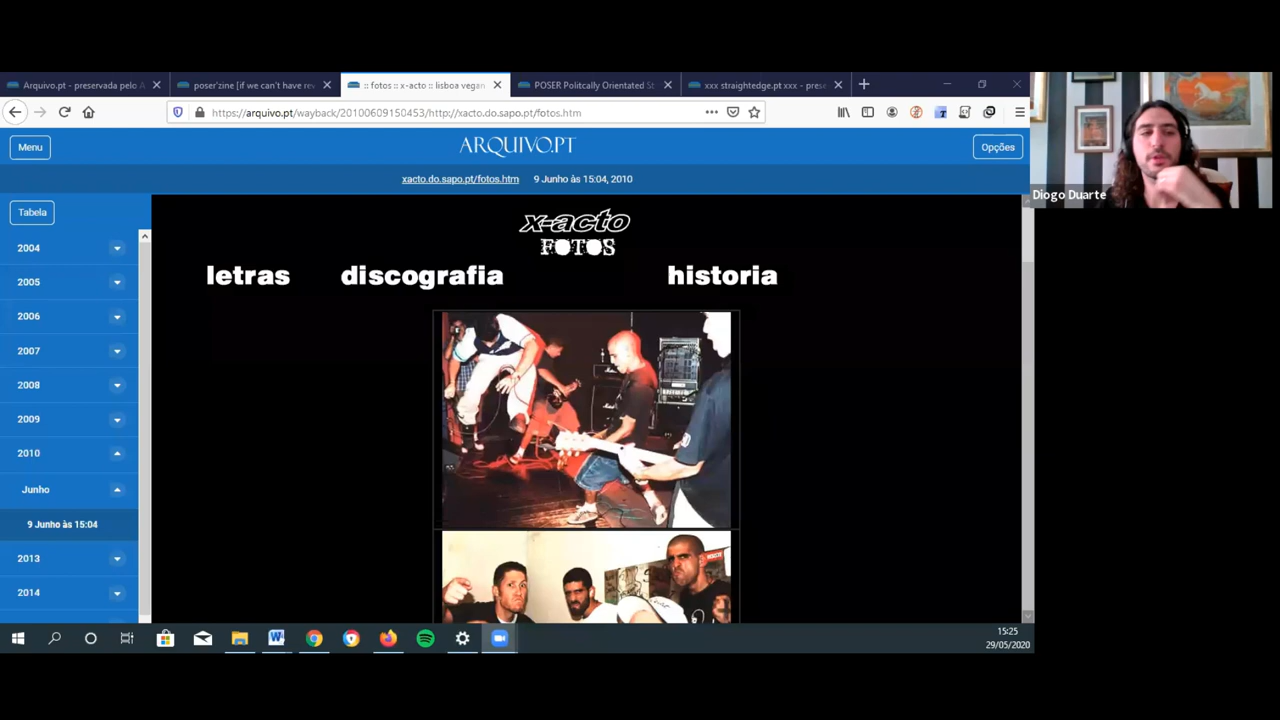 Arquivo.pt - preservada pelo A
poser'zine [if we can't have rev
:: fotos :: x-acto :: lisboa vegan
POSER Politcally Orientated St
xxx straightedge.pt xxx - prese
https://arquivo.pt/wayback/20100609150453/http://xacto.do.sapo.pt/fotos.htm
Menu
ARQUIVO.PT
Opções
xacto.do.sapo.pt/fotos.htm 9 Junho às 15:04, 2010
Diogo Duarte
Tabela
2004
2005
2006
2007
2008
2009
2010
Junho
9 Junho às 15:04
2013
2014
x-acto
FOTOS
letras discografia historia
15:25
29/05/2020